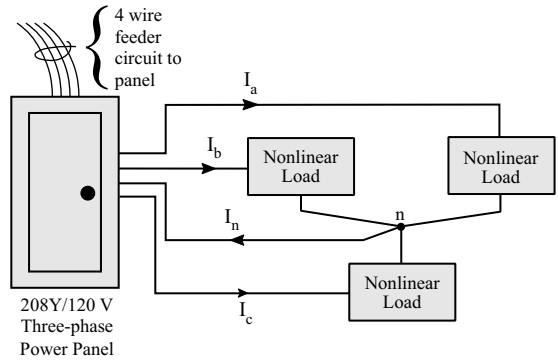 4 wire
feeder
circuit to
panel
I_a
I_b
Nonlinear
Load
Nonlinear
Load
n
I_n
Nonlinear
Load
I_c
208Y/120 V
Three-phase
Power Panel